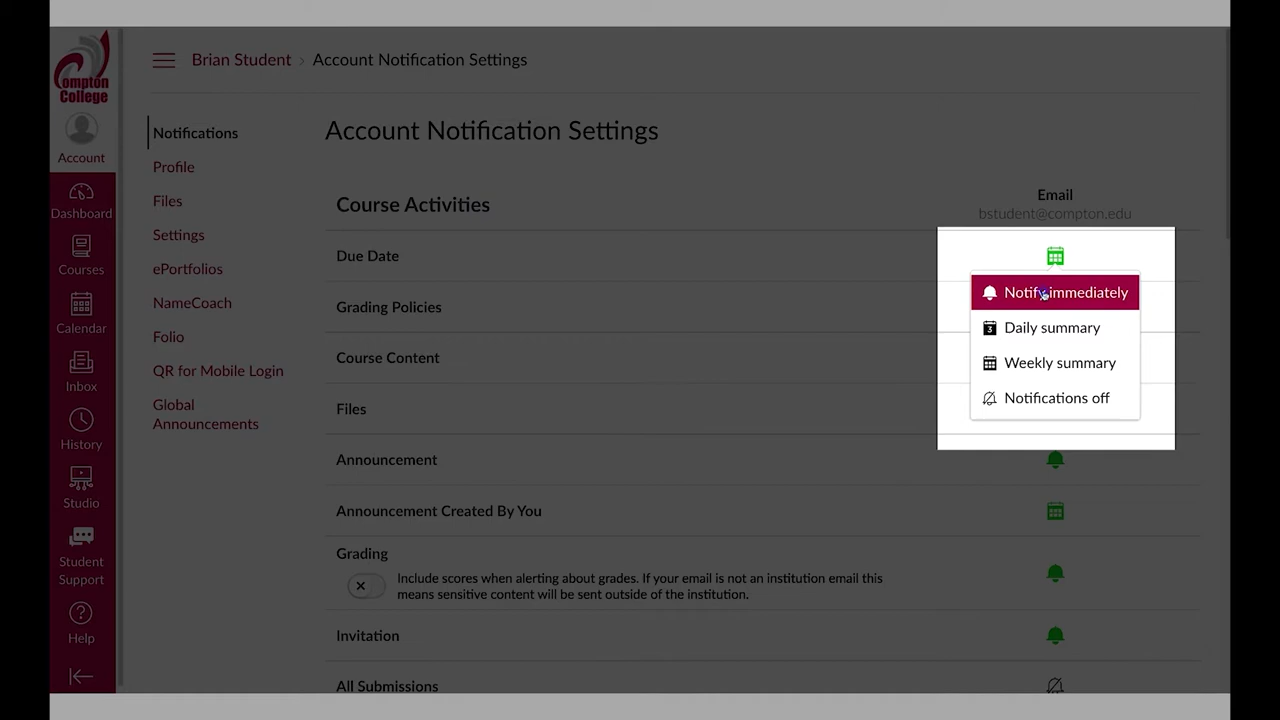 Compton
College
Brian Student › Account Notification Settings
Account
Dashboard
Courses
Calendar
Inbox
History
Studio
Student
Support
Help
Notifications
Profile
Files
Settings
ePortfolios
NameCoach
Folio
QR for Mobile Login
Global
Announcements
Account Notification Settings
Course Activities
Email
bstudent@compton.edu
Due Date
Notify immediately
Grading Policies
Daily summary
Course Content
Weekly summary
Files
Notifications off
Announcement
Announcement Created By You
Grading
Include scores when alerting about grades. If your email is not an institution email this
means sensitive content will be sent outside of the institution.
Invitation
All Submissions